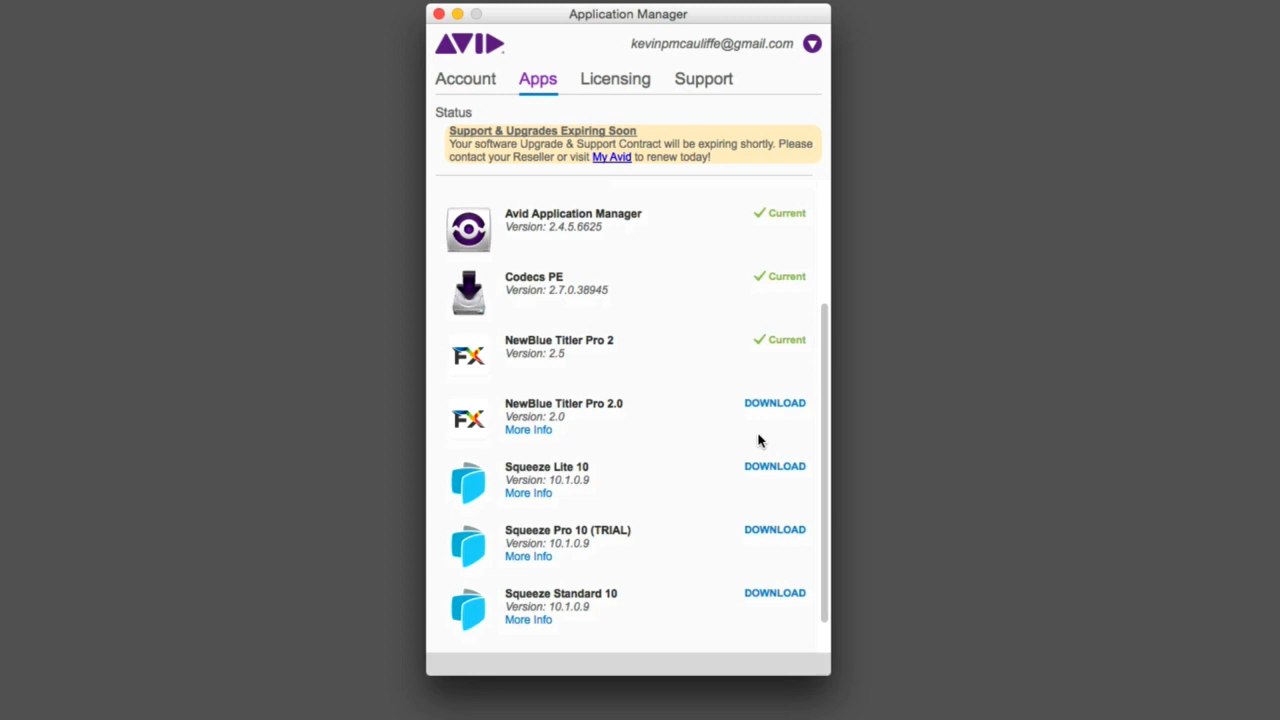 Application Manager
AVID
kevinpmcauliffe@gmail.com
Account Apps Licensing Support
Status
Support & Upgrades Expiring Soon
Your software Upgrade & Support Contract will be expiring shortly. Please
contact your Reseller or visit My Avid to renew today!
Avid Application Manager
Current
Version: 2.4.5.6625
Codecs PE
Current
Version: 2.7.0.38945
NewBlue Titler Pro 2
Current
Version: 2.5
FX
NewBlue Titler Pro 2.0
DOWNLOAD
Version: 2.0
FX
More Info
Squeeze Lite 10
DOWNLOAD
Version: 10.1.0.9
More Info
Squeeze Pro 10 (TRIAL)
DOWNLOAD
Version: 10.1.0.9
More Info
Squeeze Standard 10
DOWNLOAD
Version: 10.1.0.9
More Info